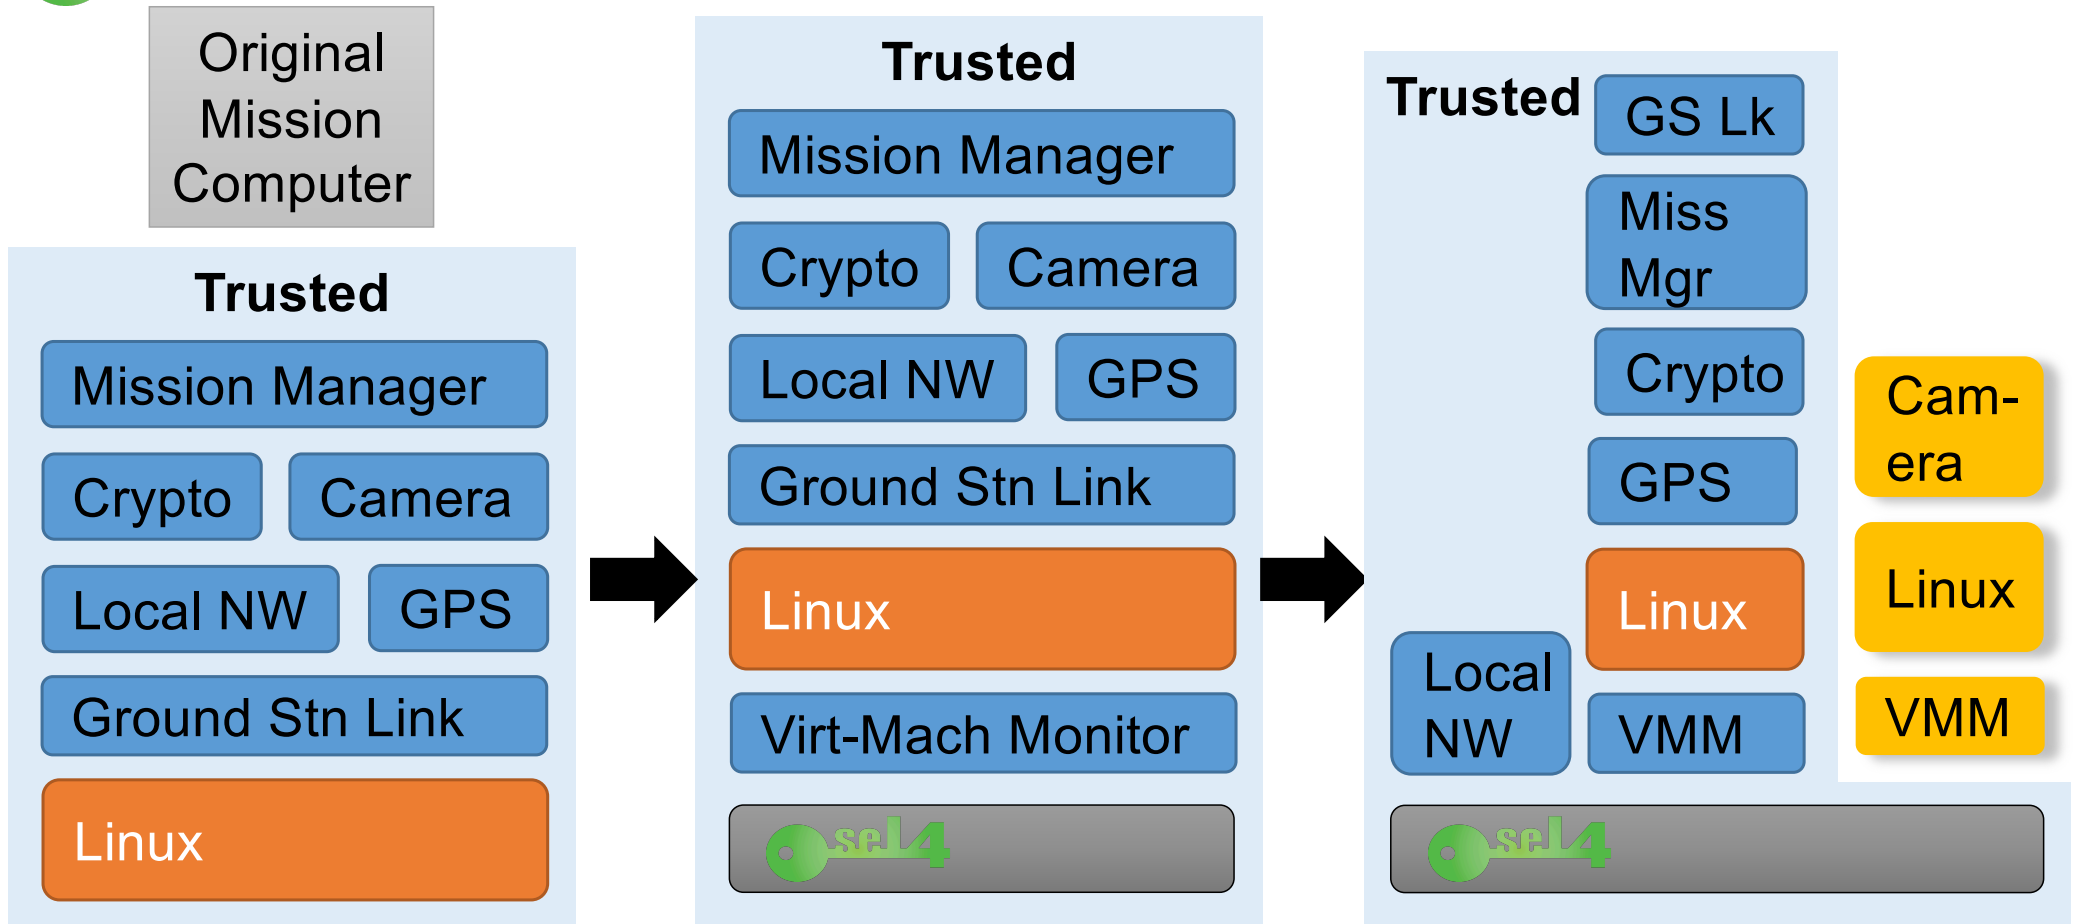 Original
Mission
Computer
Trusted
Mission Manager
Crypto
Camera
Local NW
GPS
Ground Stn Link
Linux
Trusted
Mission Manager
Crypto
Camera
Local NW
GPS
Ground Stn Link
Linux
Virt-Mach Monitor
seL4
Trusted
GS Lk
Miss
Mgr
Crypto
GPS
Linux
Local
NW
VMM
Cam-
era
Linux
VMM
seL4